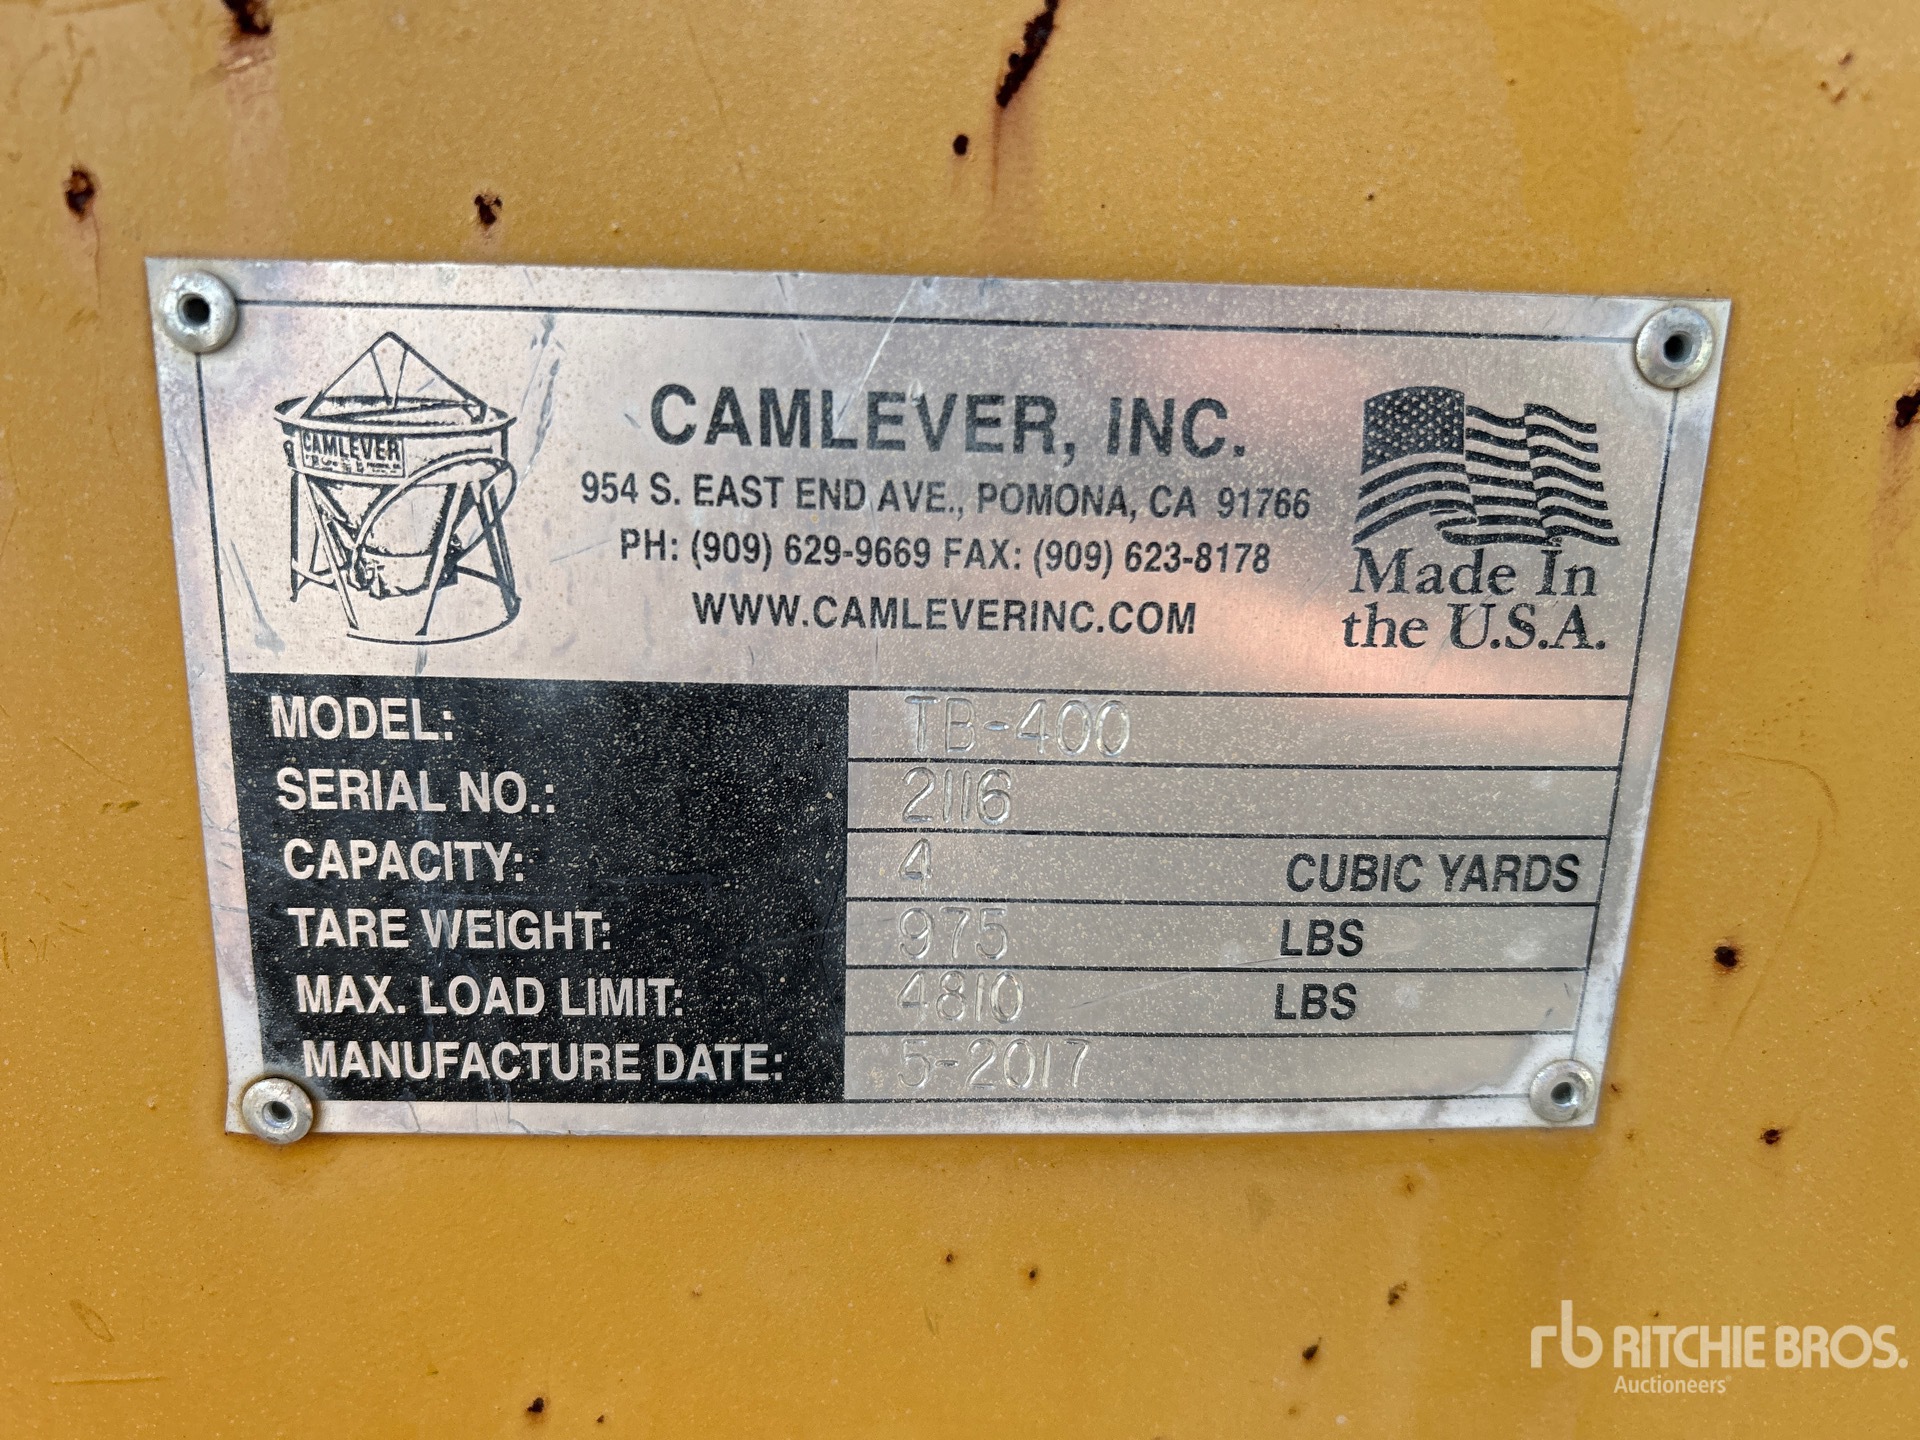 CAMLEVER
CAMLEVER, INC.
954 S. EAST END AVE., POMONA, CA 91766
PH: (909) 629-9669 FAX: (909) 623-8178
WWW.CAMLEVERINC.COM
Made In
the U.S.A.
MODEL: TB-400
SERIAL NO.: 2116
CAPACITY: 4 CUBIC YARDS
TARE WEIGHT: 975 LBS
MAX. LOAD LIMIT: 4810 LBS
MANUFACTURE DATE: 5-2017
rb RITCHIE BROS.
Auctioneers